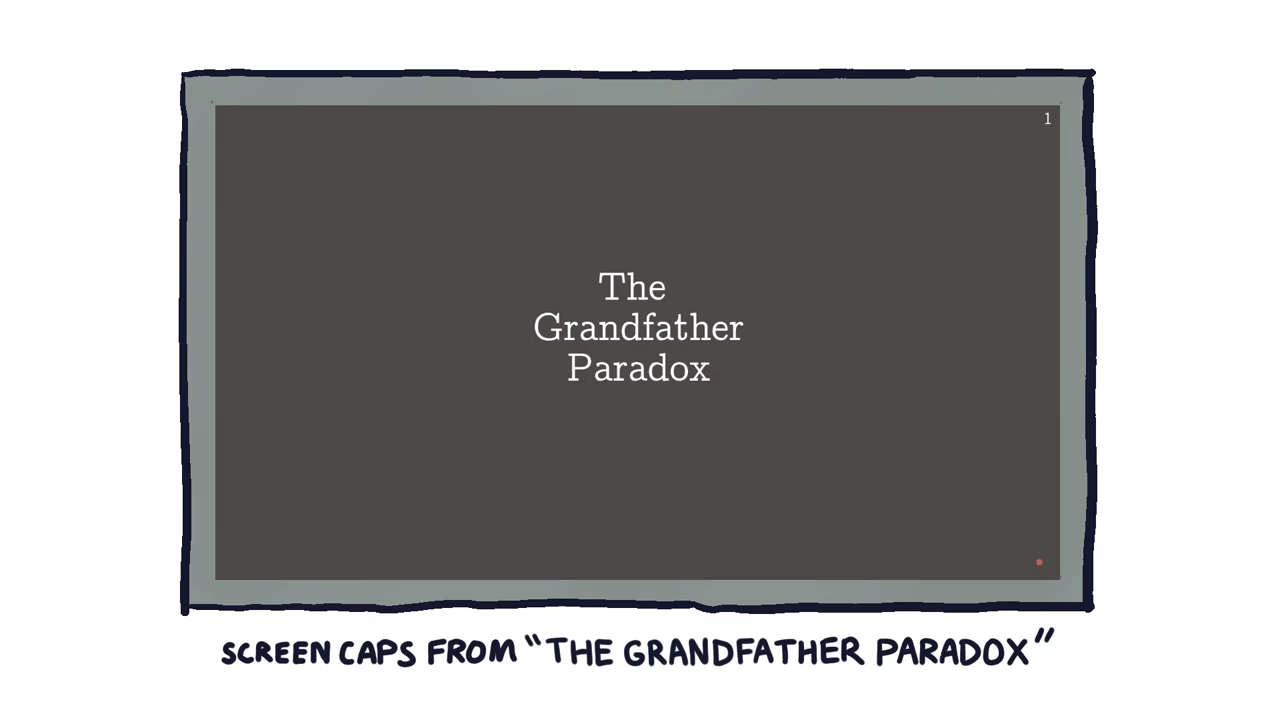 1
The
Grandfather
Paradox
SCREEN CAPS FROM "THE GRANDFATHER PARADOX"